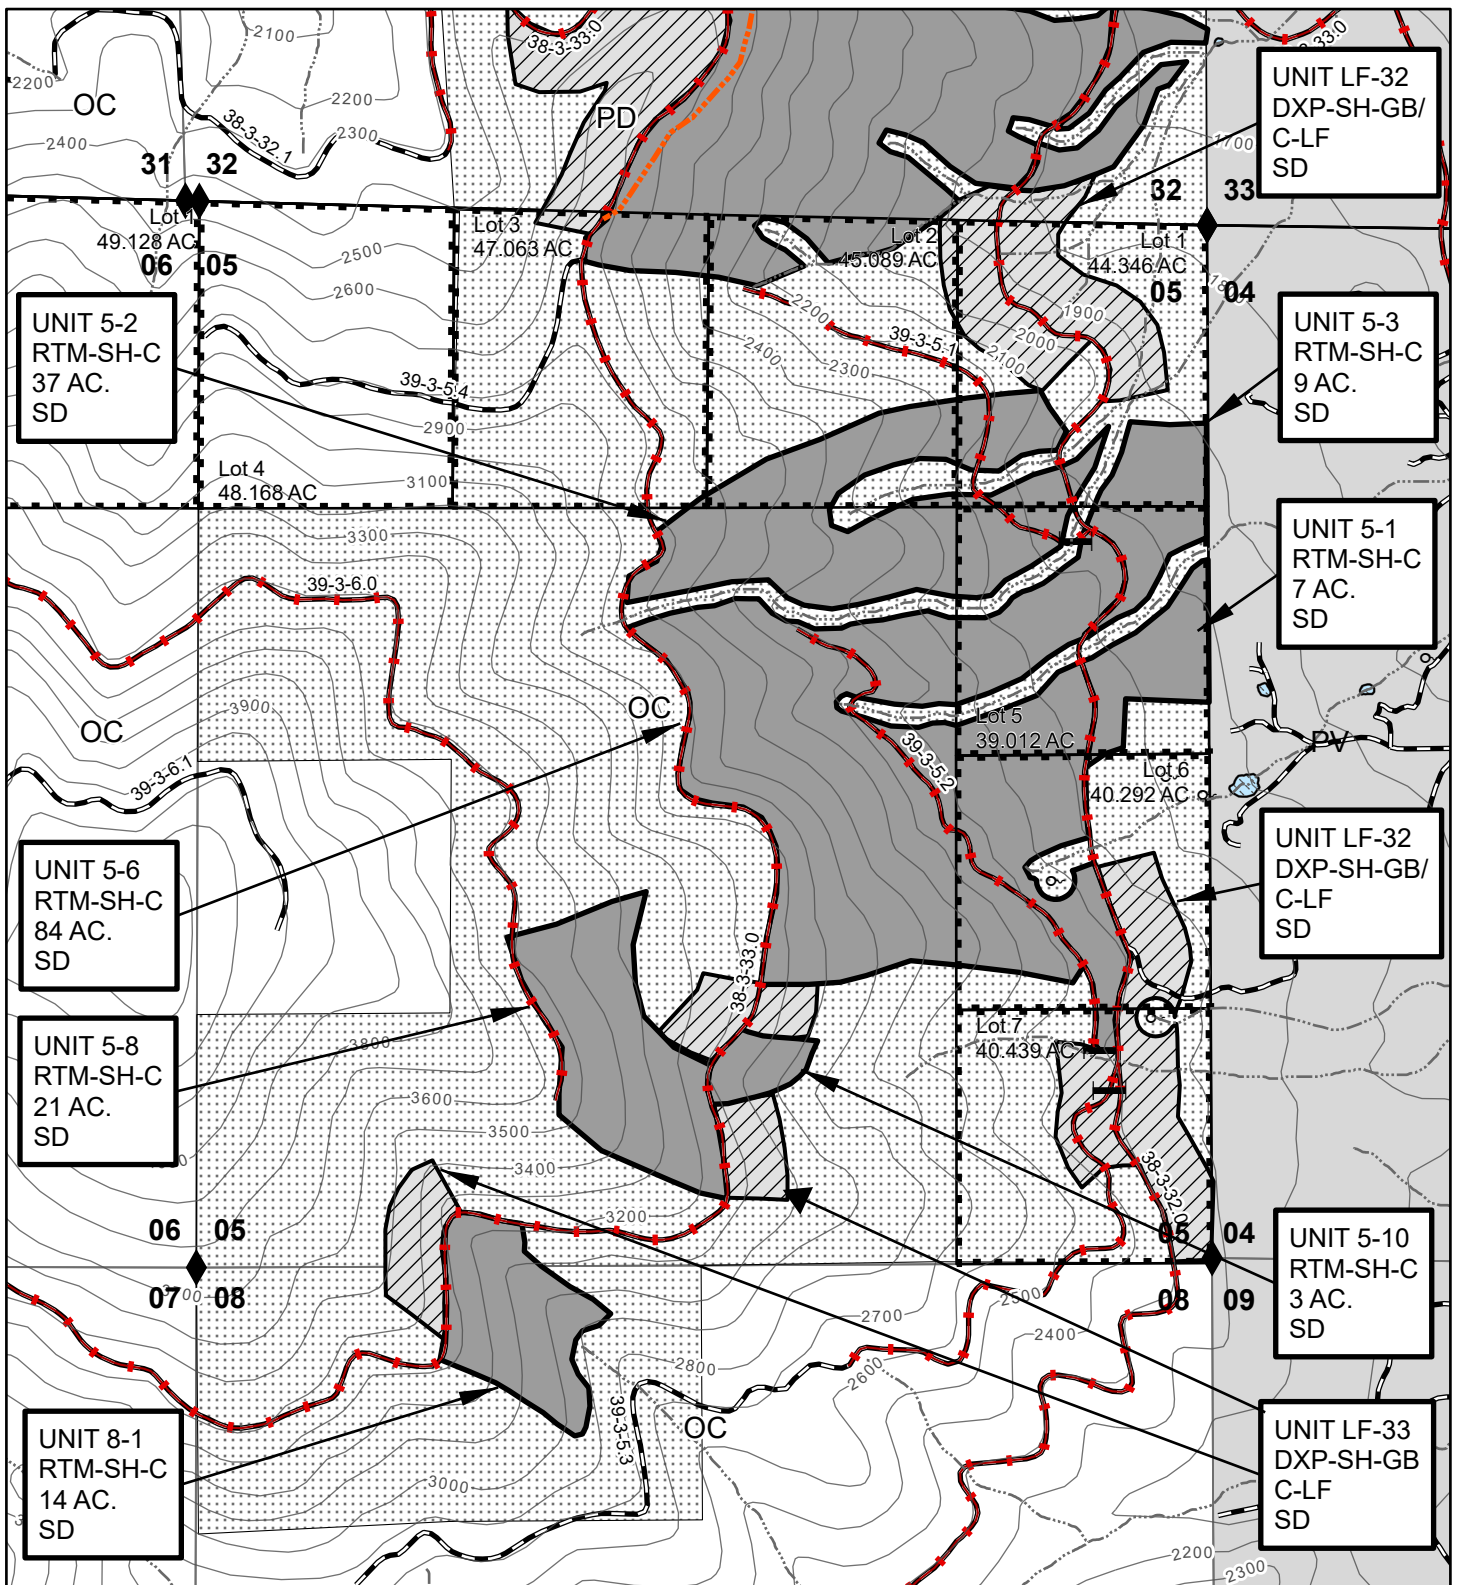 38-3-33.0
33.0
2100
2200
OC
2200
2400
38-3-32.1
2300
PD
UNIT LF-32
DXP-SH-GB/
C-LF
SD
1700
31 32
32 33
Lot 1
49.128 AC
06 05
Lot 3
47.063 AC
Lot 2
45.089 AC
Lot 1
44.346 AC
05 04
2500
2600
UNIT 5-2
RTM-SH-C
37 AC.
SD
UNIT 5-3
RTM-SH-C
9 AC.
SD
2200
1900
2000
2100
39-3-5.1
2400
2300
39-3-5.4
2900
Lot 4
48.168 AC
3100
3300
39-3-6.0
UNIT 5-1
RTM-SH-C
7 AC.
SD
3900
OC
OC
Lot 5
39.012 AC
PV
39-3-5.2
39-3-6.1
Lot 6
40.292 AC
UNIT 5-6
RTM-SH-C
84 AC.
SD
UNIT LF-32
DXP-SH-GB/
C-LF
SD
38-3-33.0
UNIT 5-8
RTM-SH-C
21 AC.
SD
Lot 7
40.439 AC
3800
3600
3500
3400
3200
38-3-32.0
06 05
05 04
UNIT 5-10
RTM-SH-C
3 AC.
SD
07 08
08 09
2500
2700
2400
2800
2600
39-3-5.3
OC
UNIT 8-1
RTM-SH-C
14 AC.
SD
3000
UNIT LF-33
DXP-SH-GB
C-LF
SD
2200
2300